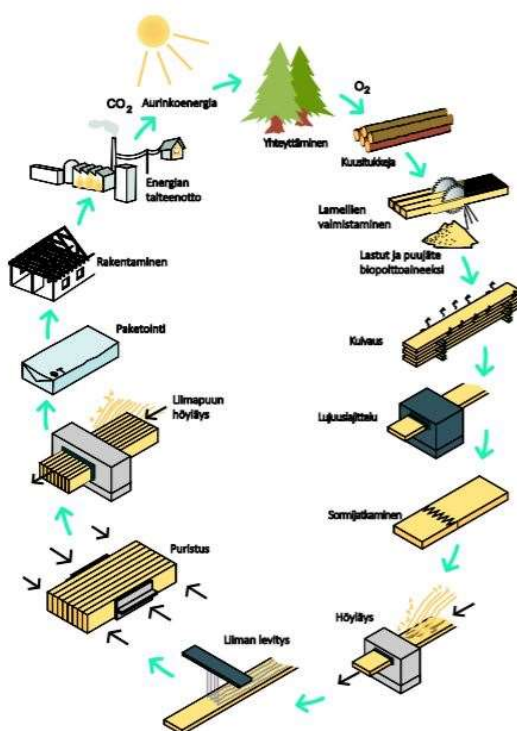 CO₂
Aurinkoenergia
O₂
Yhteyttäminen
Kuusitukkeja
Lamellien
valmistaminen
Lastut ja puujäte
biopolttoaineeksi
Kuivaus
Lujuuslajittelu
Sormijatkaminen
Höyläys
Liiman levitys
Puristus
Liimapuun
höyläys
Paketointi
Rakentaminen
Energian
talteenotto